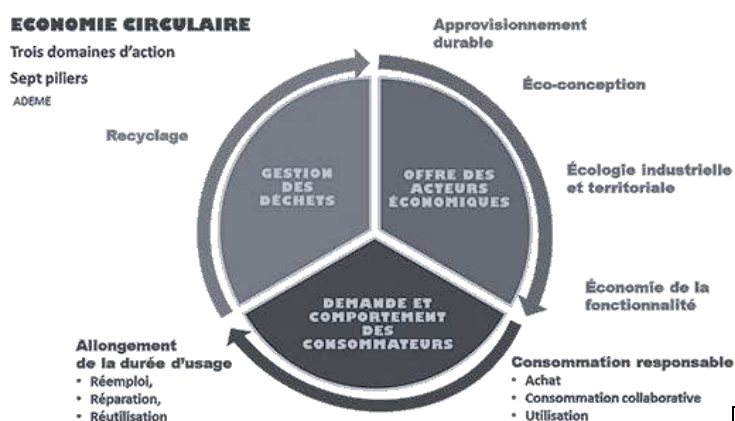 ECONOMIE CIRCULAIRE
Trois domaines d'action
Sept piliers
ADEME
Approvisionnement
durable
Éco-conception
Écologie industrielle
et territoriale
Économie de la
fonctionnalité
Recyclage
GESTION
DES
DÉCHETS
OFFRE DES
ACTEURS
ÉCONOMIQUES
DEMANDE ET
COMPORTEMENT
DES
CONSOMMATEURS
Consommation responsable
• Achat
• Consommation collaborative
• Utilisation
Allongement
de la durée d'usage
• Réemploi,
• Réparation,
• Réutilisation